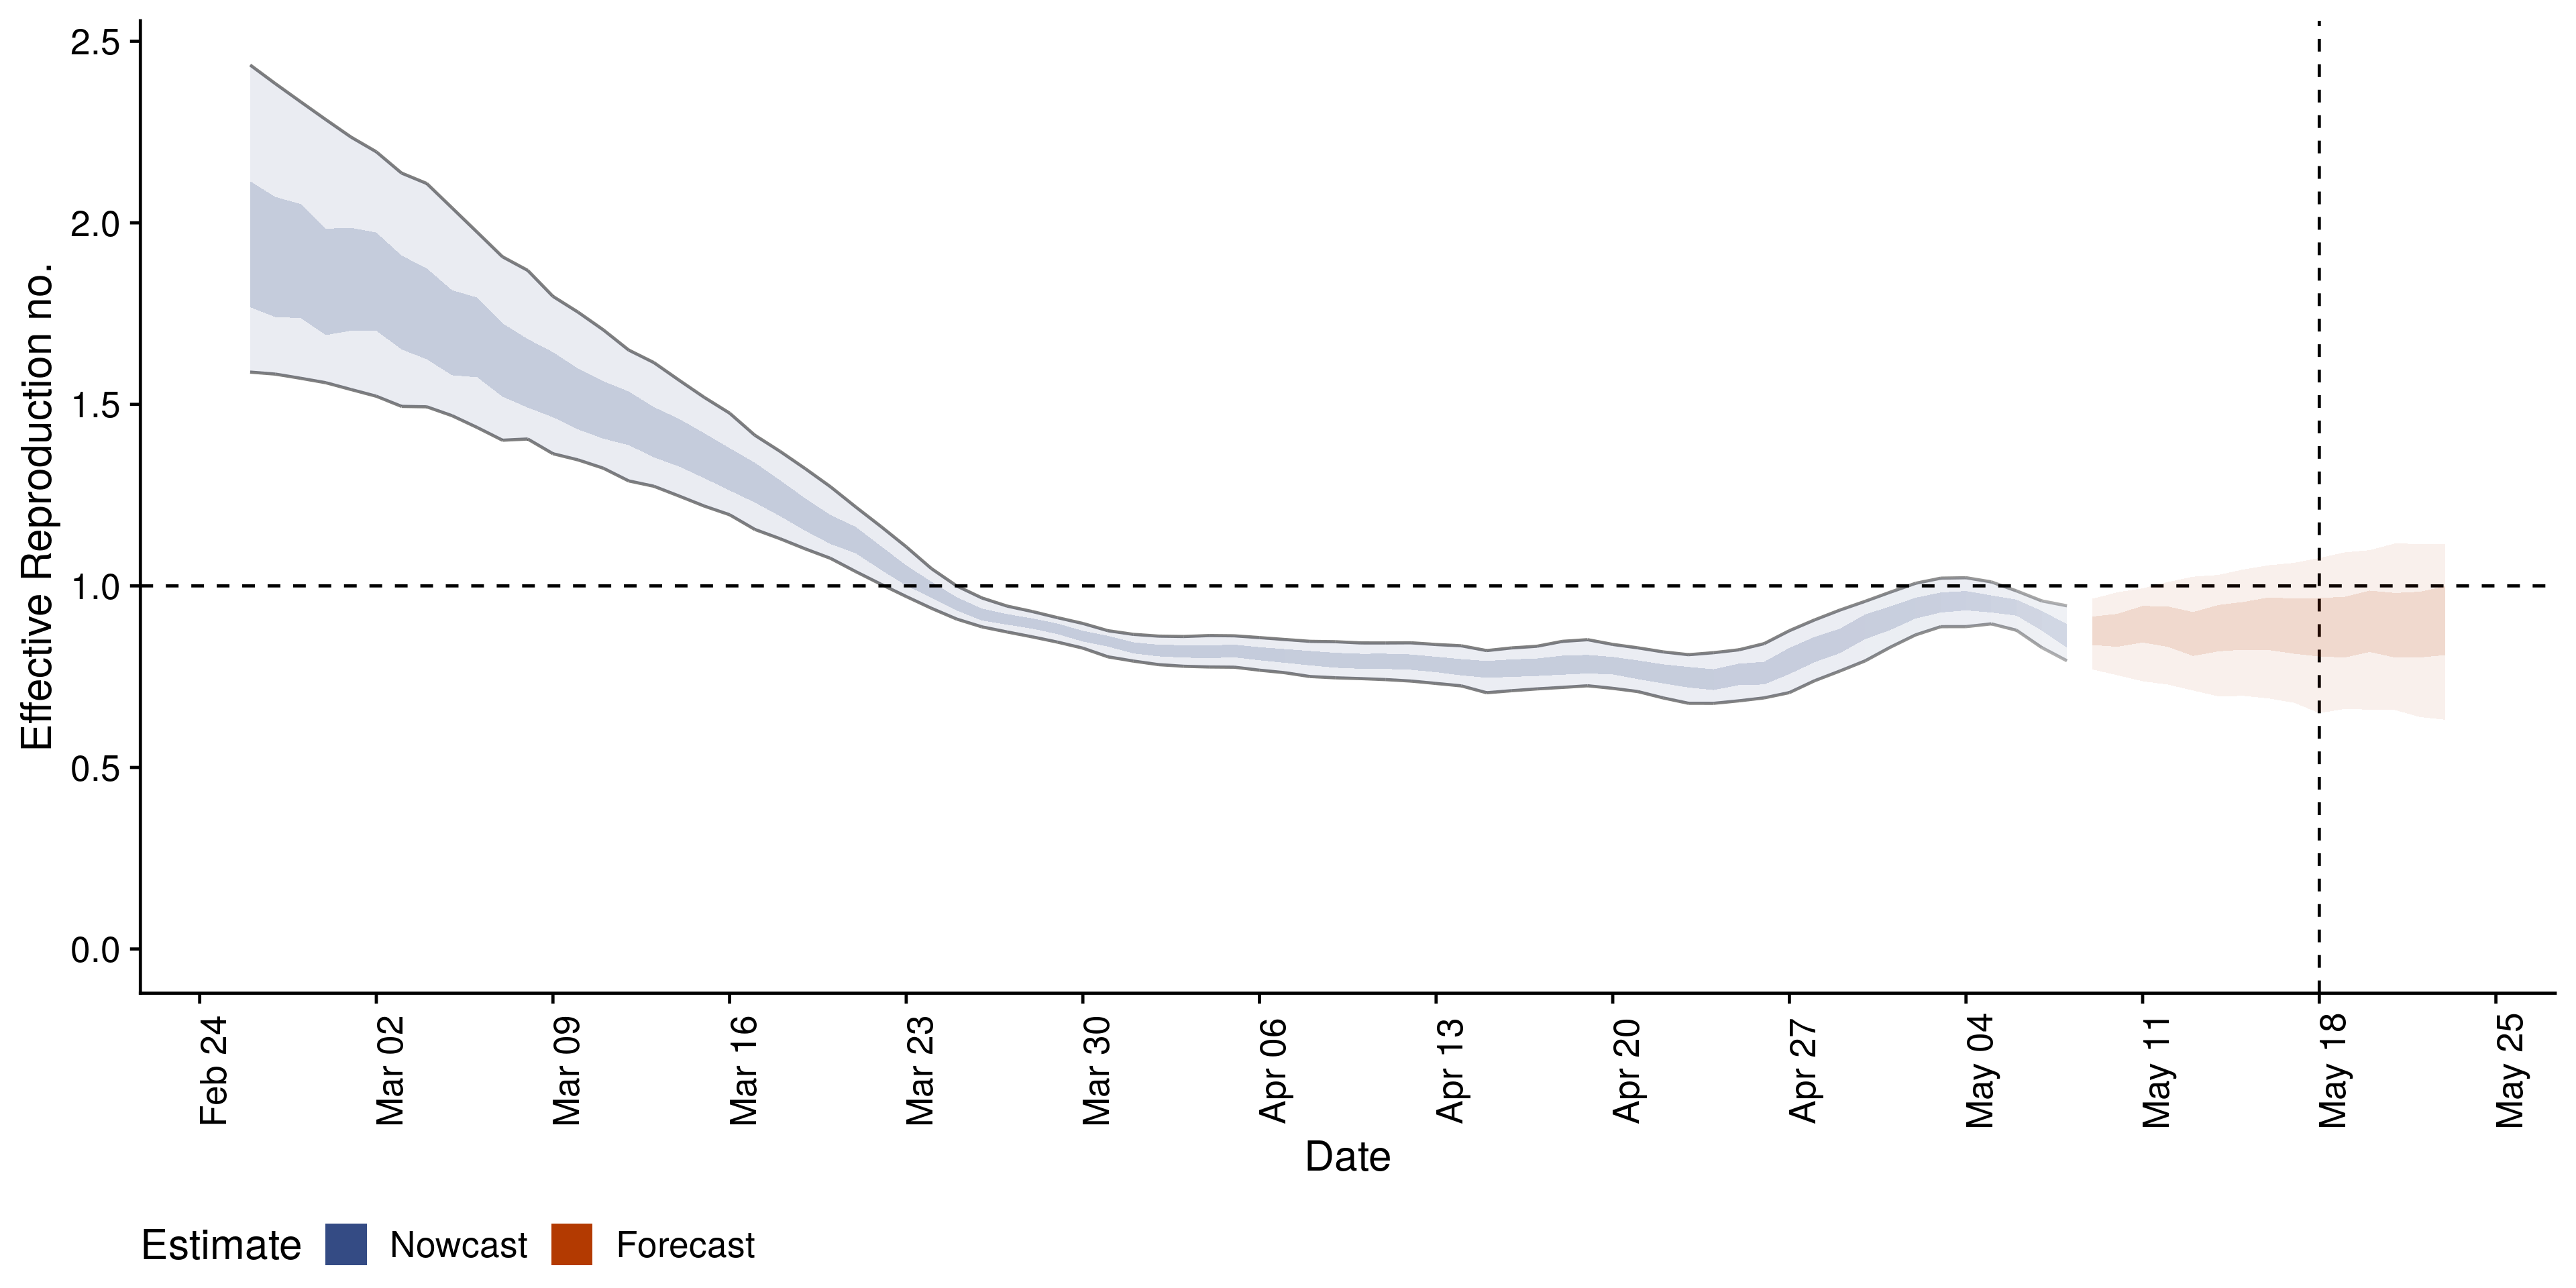 Effective Reproduction no.
2.5
2.0
1.5
1.0
0.5
0.0
Feb 24
Mar 02
Mar 09
Mar 16
Mar 23
Mar 30
Apr 06
Apr 13
Apr 20
Apr 27
May 04
May 11
May 18
May 25
Date
Estimate Nowcast Forecast